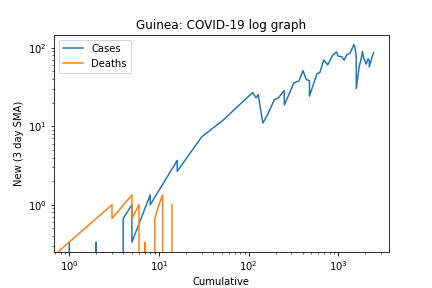 Guinea: COVID-19 log graph
Cases
Deaths
New (3 day SMA)
10²
10¹
10⁰
10⁰ 10¹ 10² 10³
Cumulative